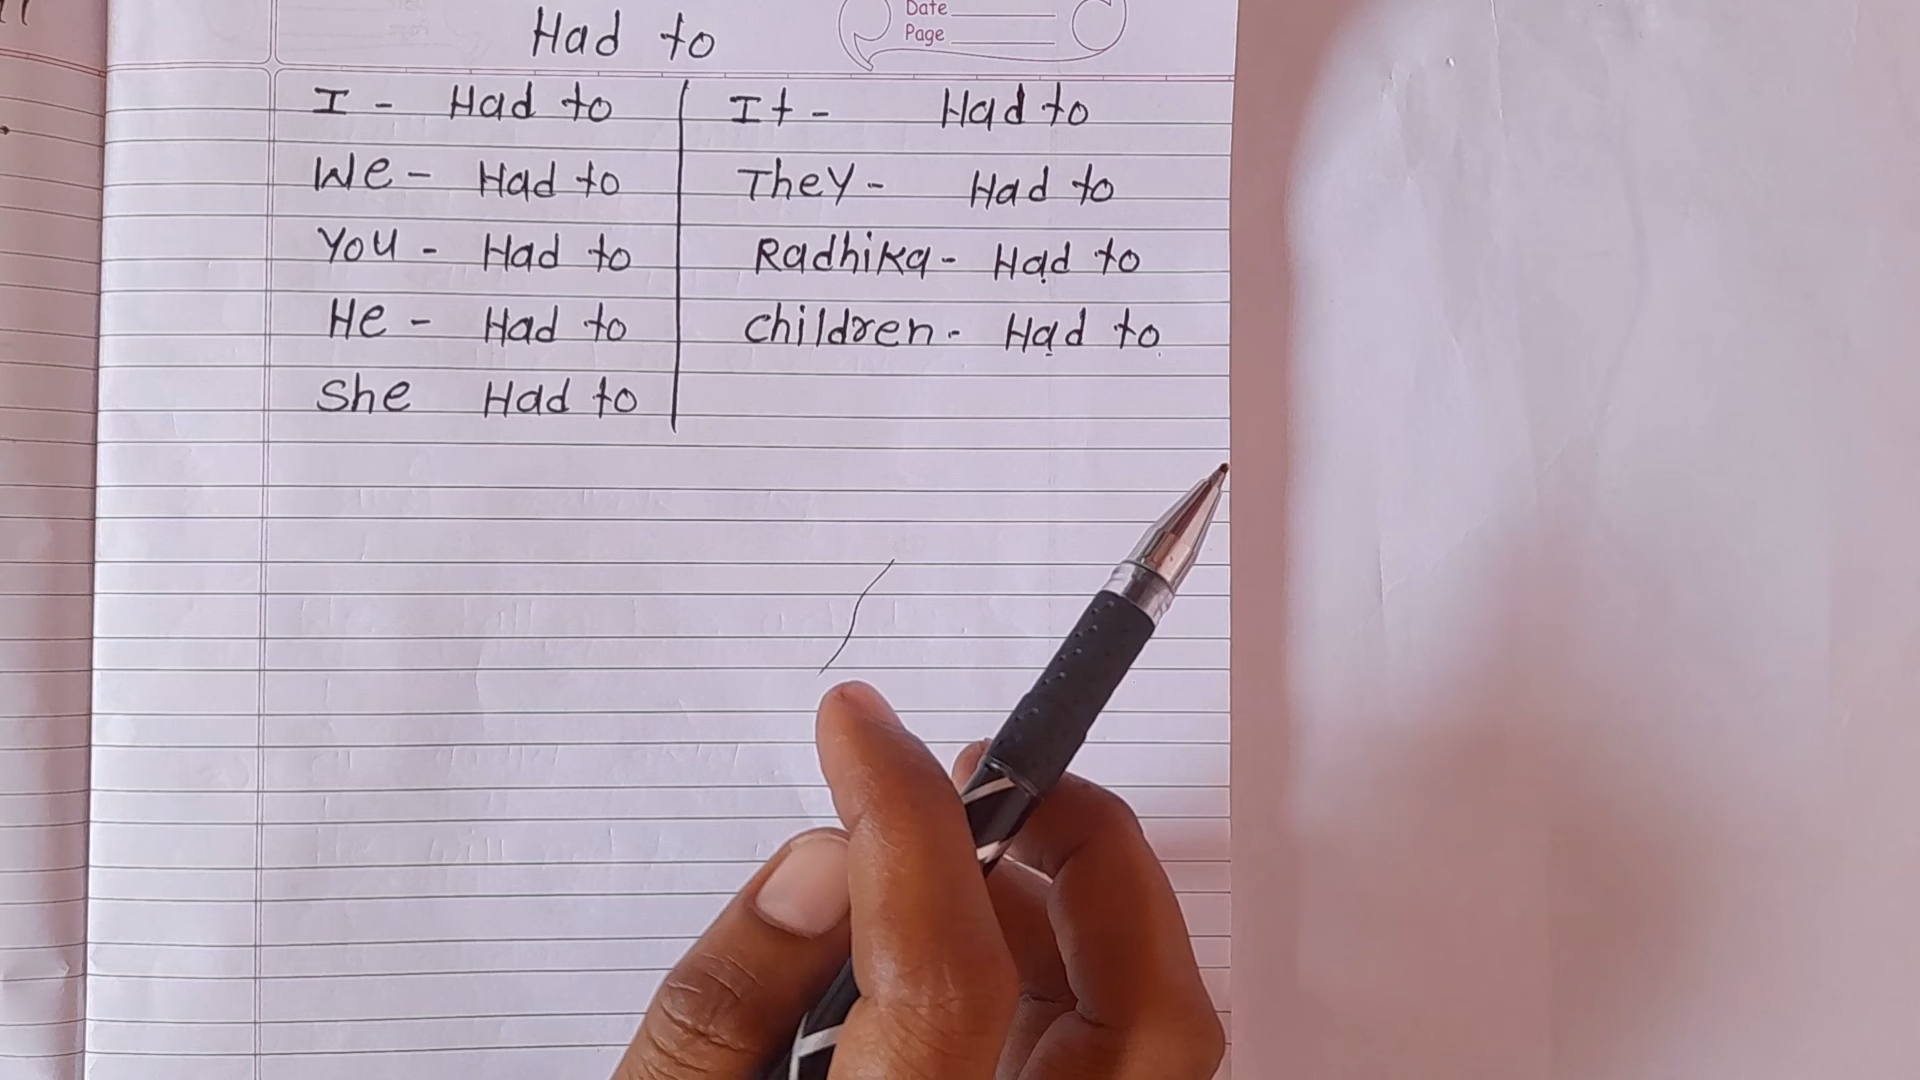 Date
Page
Had to
I - Had to
We - Had to
You - Had to
He - Had to
She Had to
It - Had to
They - Had to
Radhika - Had to
children - Had to